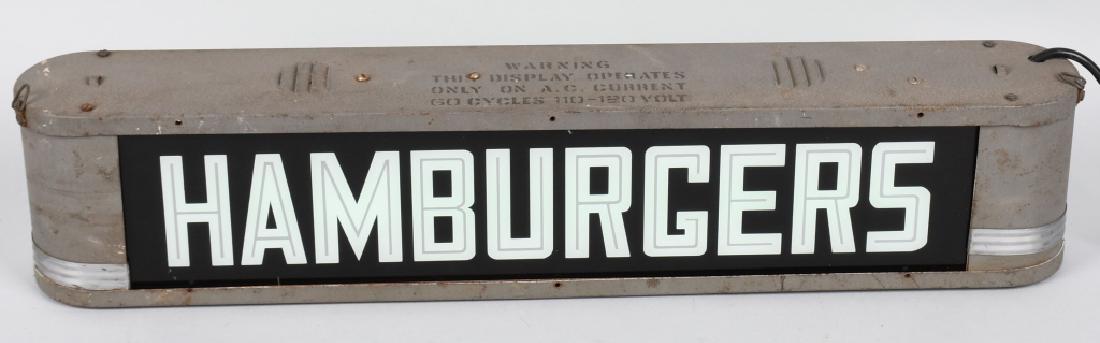 WARNING
THIS DISPLAY OPERATES
ONLY ON A.C. CURRENT
60 CYCLES 110-120 VOLT
HAMBURGERS